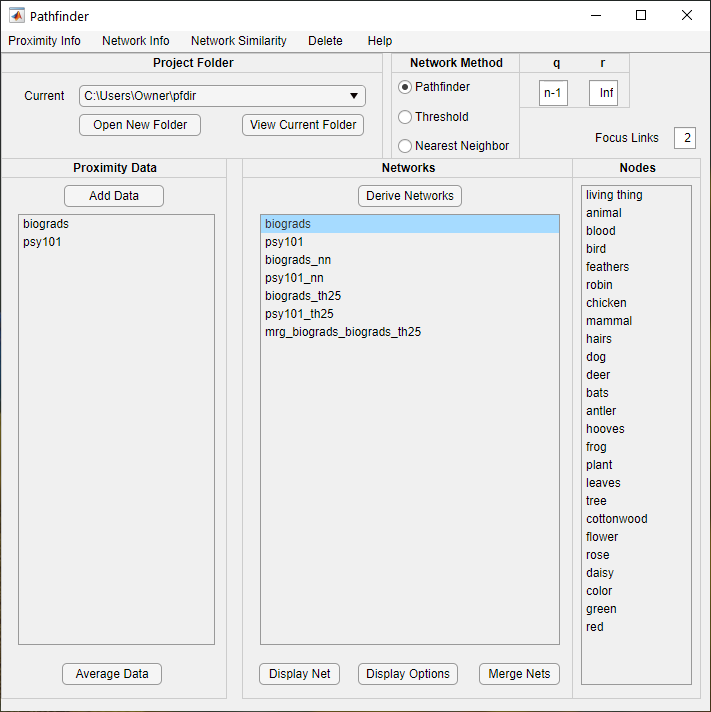 Pathfinder
Proximity Info Network Info Network Similarity Delete Help
Project Folder
Current C:\Users\Owner\pfdir
Open New Folder View Current Folder
Network Method q r
Pathfinder n-1 Inf
Threshold
Nearest Neighbor
Focus Links 2
Proximity Data
Add Data
biograds
psy101
Average Data
Networks
Derive Networks
biograds
psy101
biograds_nn
psy101_nn
biograds_th25
psy101_th25
mrg_biograds_biograds_th25
Display Net Display Options Merge Nets
Nodes
living thing
animal
blood
bird
feathers
robin
chicken
mammal
hairs
dog
deer
bats
antler
hooves
frog
plant
leaves
tree
cottonwood
flower
rose
daisy
color
green
red